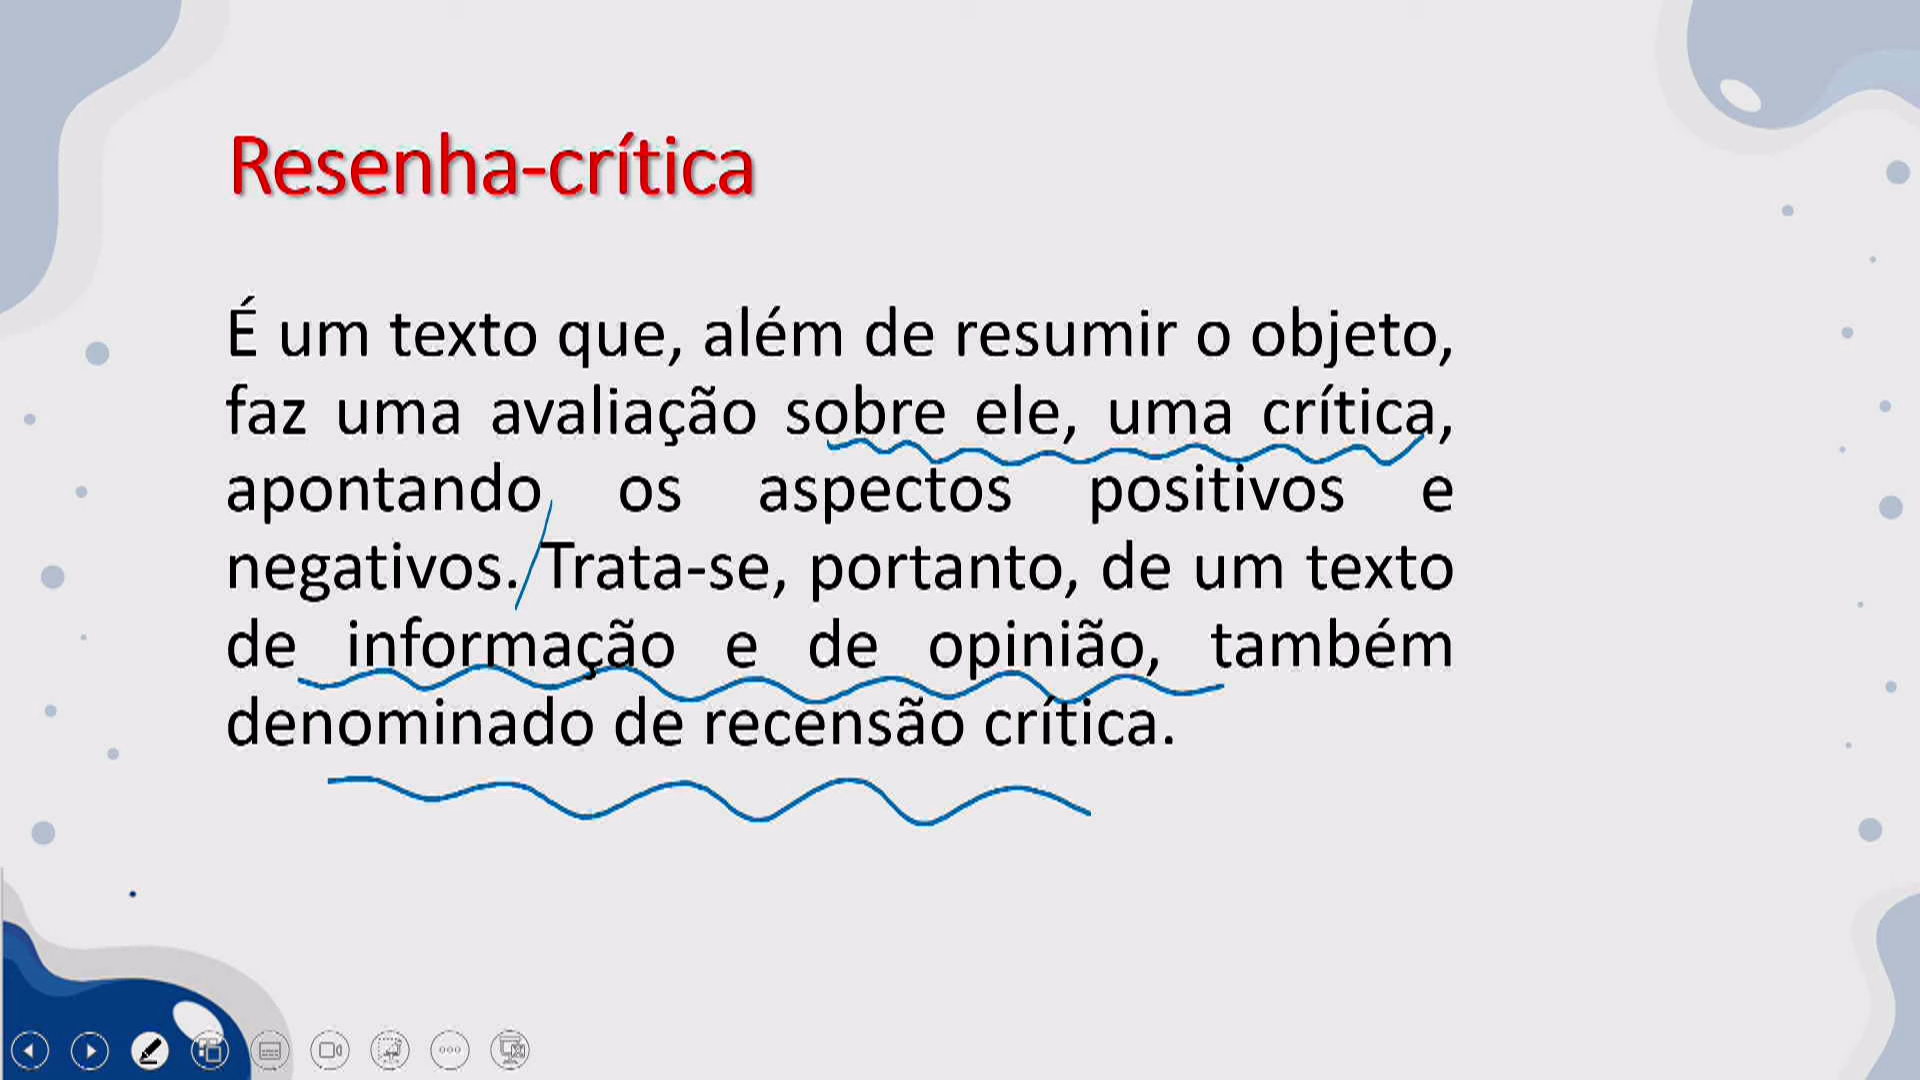 Resenha-crítica
É um texto que, além de resumir o objeto,
faz uma avaliação sobre ele, uma crítica,
apontando os aspectos positivos e
negativos. Trata-se, portanto, de um texto
de informação e de opinião, também
denominado de recensão crítica.